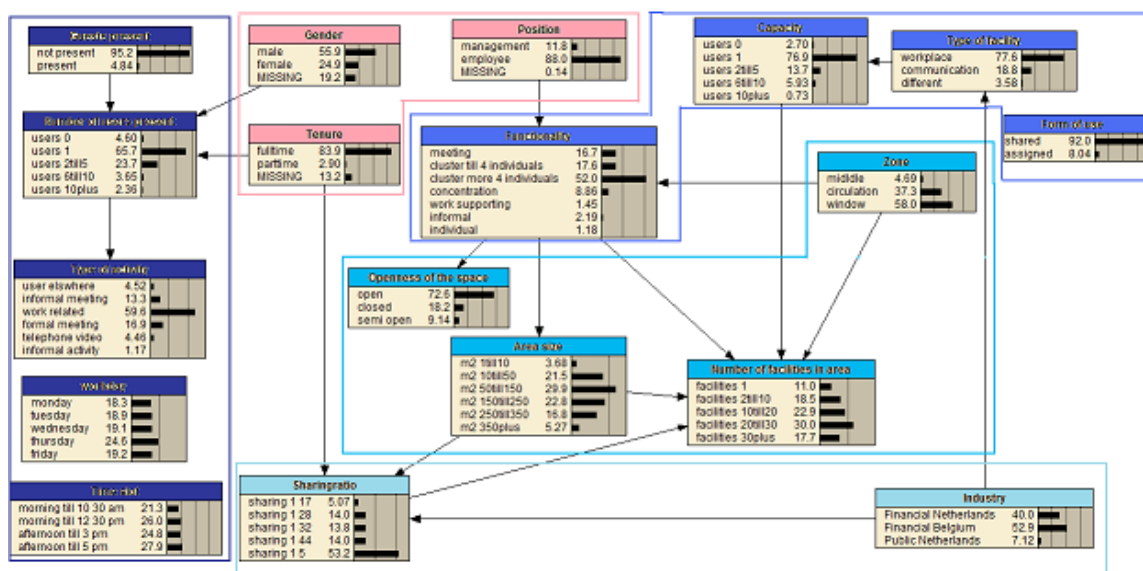 Gender
male 55.9
female 24.9
MISSING 19.2
Position
management 11.8
employee 88.0
MISSING 0.14
Capacity
users 0 2.70
users 1 76.9
users 2till5 13.7
users 6till10 5.93
users 10plus 0.73
Type of facility
workplace 77.6
communication 18.8
different 3.58
not present 95.2
present 4.84
users 0 4.60
users 1 65.7
users 2till5 23.7
users 6till10 3.65
users 10plus 2.36
Tenure
fulltime 83.9
parttime 2.90
MISSING 13.2
Functionality
meeting 16.7
cluster till 4 individuals 17.6
cluster more 4 individuals 52.0
concentration 8.86
work supporting 1.45
informal 2.19
individual 1.18
Form of use
shared 92.0
assigned 8.04
Zone
mididle 4.69
circulation 37.3
window 58.0
Type of activity
user elswhere 4.52
informal meeting 13.3
work related 59.6
formal meeting 16.9
telephone video 4.46
informal activity 1.17
Openness of the space
open 72.6
closed 18.2
semi open 9.14
Area size
m2 1till10 3.68
m2 10till50 21.5
m2 50till150 29.9
m2 150till250 22.8
m2 250till350 16.8
m2 350plus 5.27
Number of facilities in area
facilities 1 11.0
facilities 2till10 18.5
facilities 10till20 22.9
facilities 20till30 30.0
facilities 30plus 17.7
monday 18.3
tuesday 18.9
wednesday 19.1
thursday 24.6
friday 19.2
morning till 10 30 am 21.3
morning till 12 30 pm 26.0
afternoon till 3 pm 24.8
afternoon till 5 pm 27.9
Sharingratio
sharing 1 17 5.07
sharing 1 28 14.0
sharing 1 32 13.8
sharing 1 44 14.0
sharing 1 5 53.2
Industry
Financial Netherlands 40.0
Financial Belgium 52.9
Public Netherlands 7.12